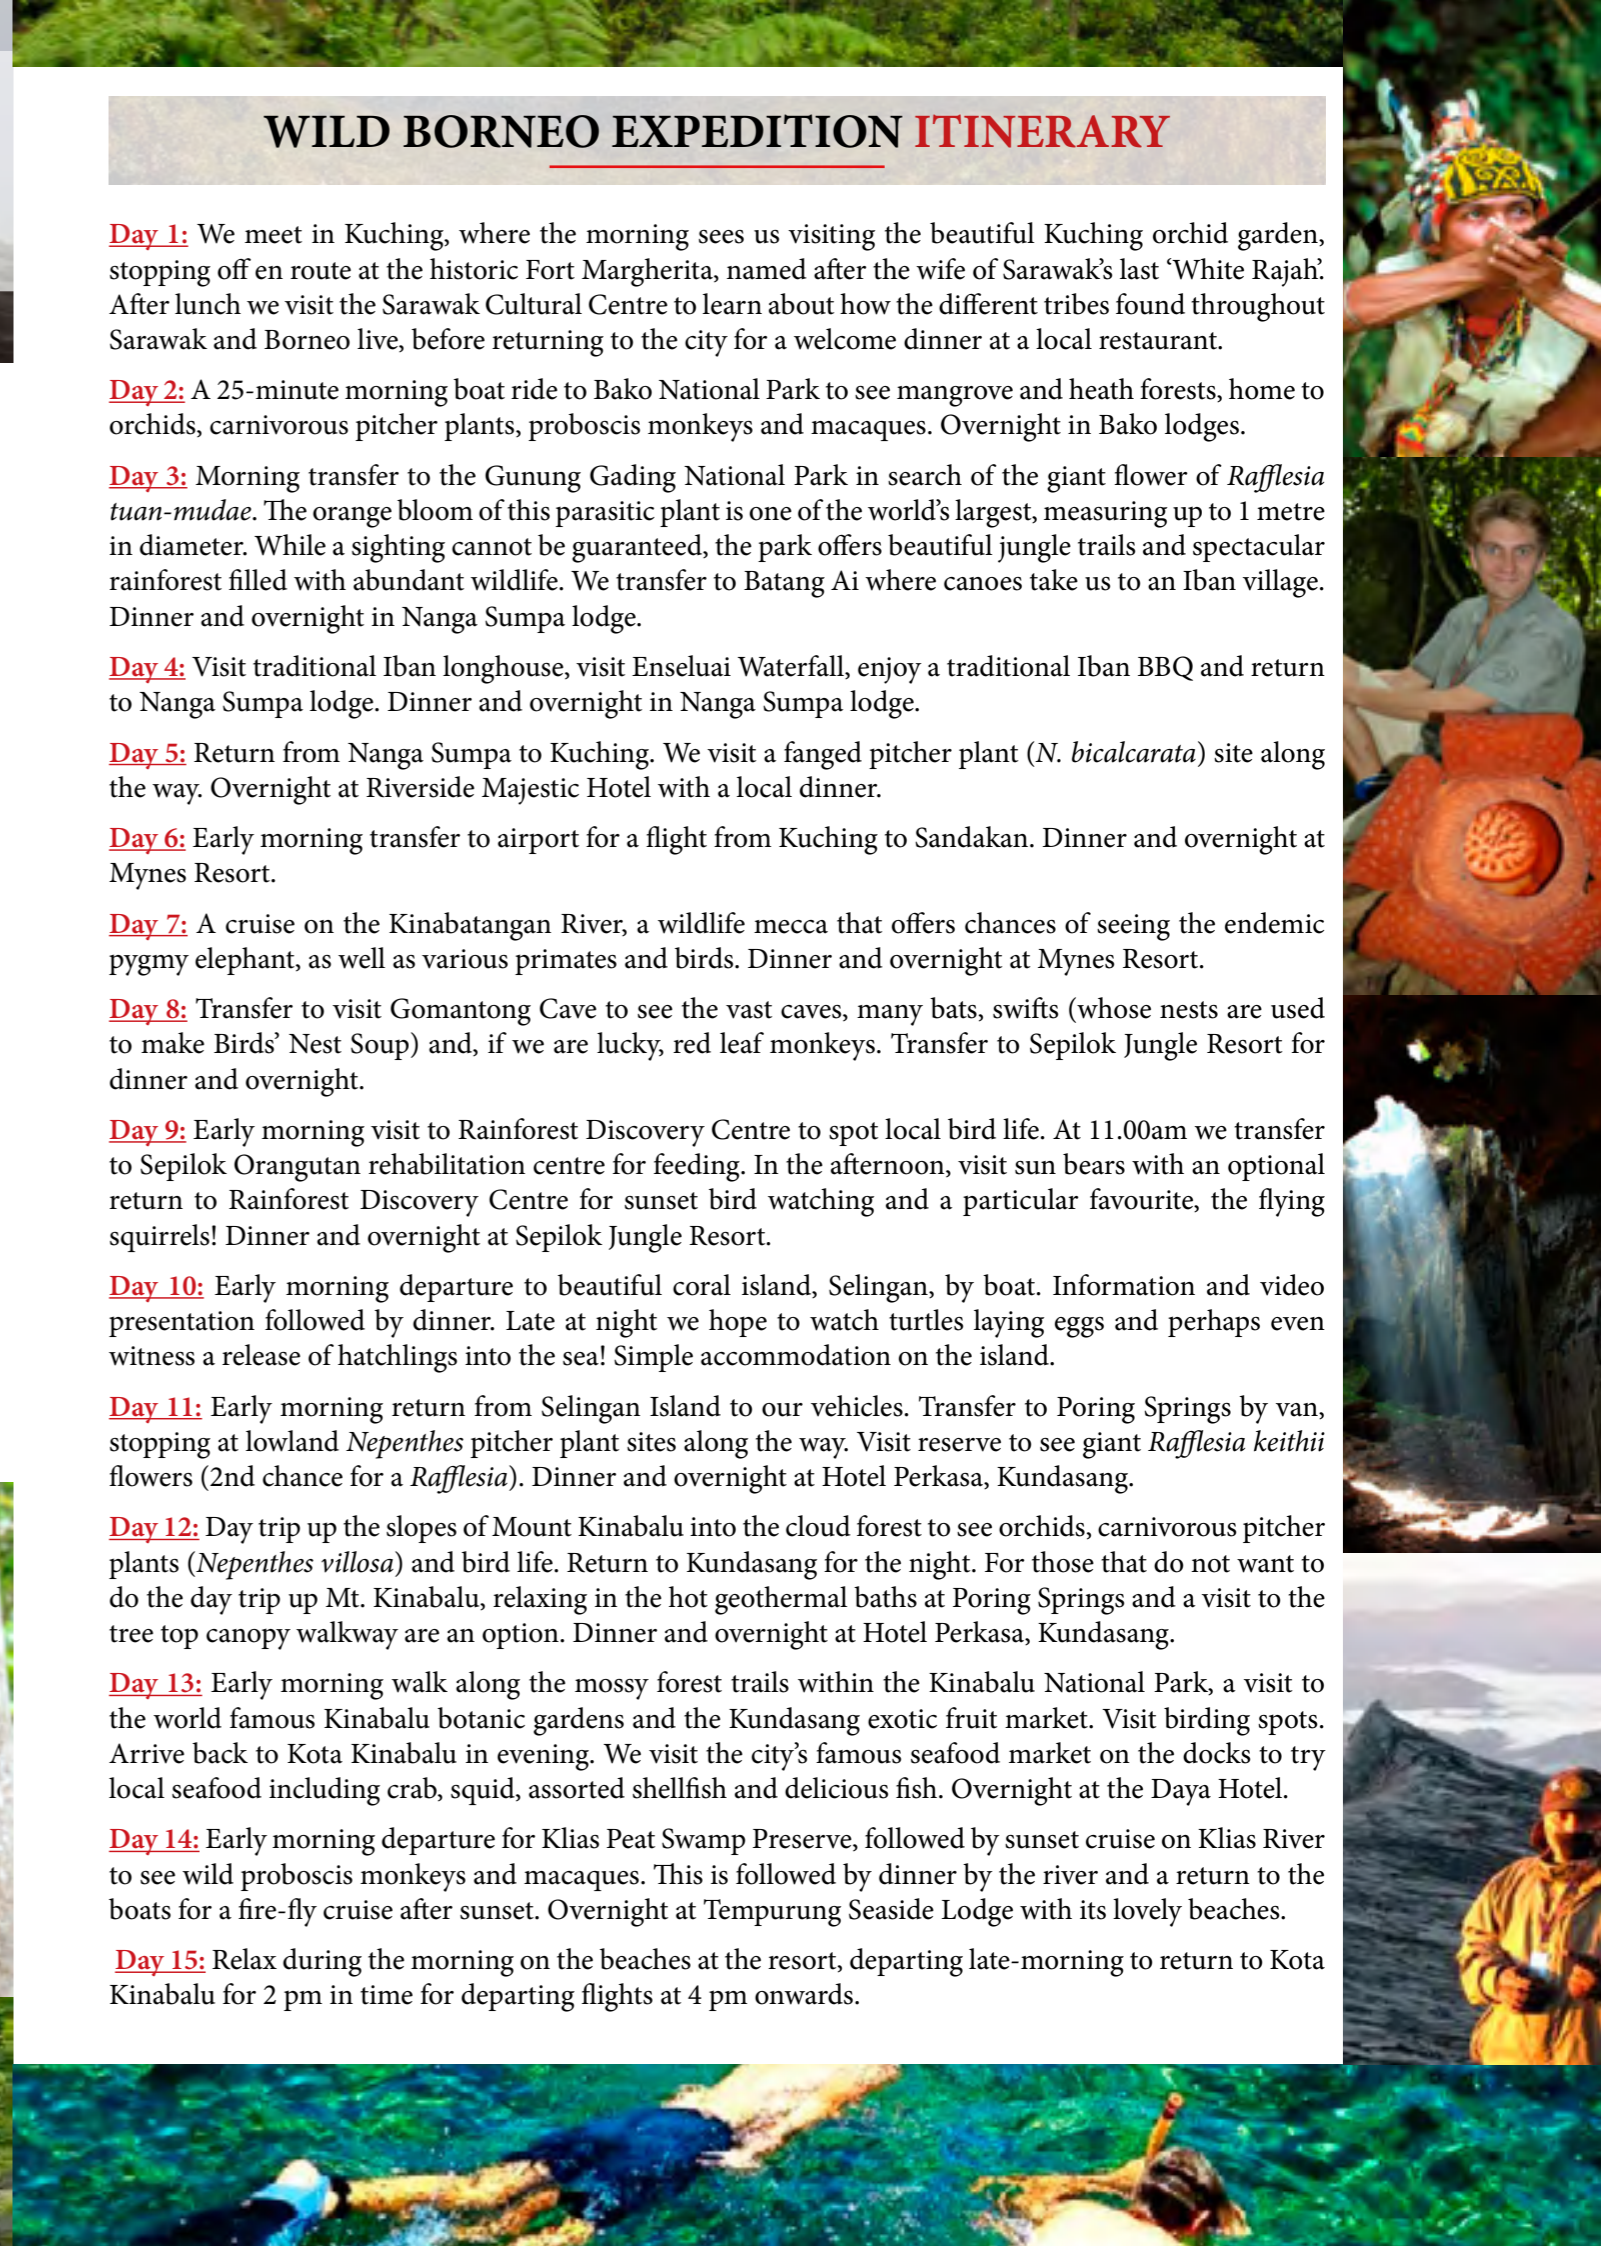 WILD BORNEO EXPEDITION ITINERARY
Day 1: We meet in Kuching, where the morning sees us visiting the beautiful Kuching orchid garden,
stopping off en route at the historic Fort Margherita, named after the wife of Sarawak’s last ‘White Rajah’.
After lunch we visit the Sarawak Cultural Centre to learn about how the different tribes found throughout
Sarawak and Borneo live, before returning to the city for a welcome dinner at a local restaurant.
Day 2: A 25-minute morning boat ride to Bako National Park to see mangrove and heath forests, home to
orchids, carnivorous pitcher plants, proboscis monkeys and macaques. Overnight in Bako lodges.
Day 3: Morning transfer to the Gunung Gading National Park in search of the giant flower of Rafflesia
tuan-mudae. The orange bloom of this parasitic plant is one of the world’s largest, measuring up to 1 metre
in diameter. While a sighting cannot be guaranteed, the park offers beautiful jungle trails and spectacular
rainforest filled with abundant wildlife. We transfer to Batang Ai where canoes take us to an Iban village.
Dinner and overnight in Nanga Sumpa lodge.
Day 4: Visit traditional Iban longhouse, visit Enseluai Waterfall, enjoy a traditional Iban BBQ and return
to Nanga Sumpa lodge. Dinner and overnight in Nanga Sumpa lodge.
Day 5: Return from Nanga Sumpa to Kuching. We visit a fanged pitcher plant (N. bicalcarata) site along
the way. Overnight at Riverside Majestic Hotel with a local dinner.
Day 6: Early morning transfer to airport for a flight from Kuching to Sandakan. Dinner and overnight at
Mynes Resort.
Day 7: A cruise on the Kinabatangan River, a wildlife mecca that offers chances of seeing the endemic
pygmy elephant, as well as various primates and birds. Dinner and overnight at Mynes Resort.
Day 8: Transfer to visit Gomantong Cave to see the vast caves, many bats, swifts (whose nests are used
to make Birds’ Nest Soup) and, if we are lucky, red leaf monkeys. Transfer to Sepilok Jungle Resort for
dinner and overnight.
Day 9: Early morning visit to Rainforest Discovery Centre to spot local bird life. At 11.00am we transfer
to Sepilok Orangutan rehabilitation centre for feeding. In the afternoon, visit sun bears with an optional
return to Rainforest Discovery Centre for sunset bird watching and a particular favourite, the flying
squirrels! Dinner and overnight at Sepilok Jungle Resort.
Day 10: Early morning departure to beautiful coral island, Selingan, by boat. Information and video
presentation followed by dinner. Late at night we hope to watch turtles laying eggs and perhaps even
witness a release of hatchlings into the sea! Simple accommodation on the island.
Day 11: Early morning return from Selingan Island to our vehicles. Transfer to Poring Springs by van,
stopping at lowland Nepenthes pitcher plant sites along the way. Visit reserve to see giant Rafflesia keithii
flowers (2nd chance for a Rafflesia). Dinner and overnight at Hotel Perkasa, Kundasang.
Day 12: Day trip up the slopes of Mount Kinabalu into the cloud forest to see orchids, carnivorous pitcher
plants (Nepenthes villosa) and bird life. Return to Kundasang for the night. For those that do not want to
do the day trip up Mt. Kinabalu, relaxing in the hot geothermal baths at Poring Springs and a visit to the
tree top canopy walkway are an option. Dinner and overnight at Hotel Perkasa, Kundasang.
Day 13: Early morning walk along the mossy forest trails within the Kinabalu National Park, a visit to
the world famous Kinabalu botanic gardens and the Kundasang exotic fruit market. Visit birding spots.
Arrive back to Kota Kinabalu in evening. We visit the city’s famous seafood market on the docks to try
local seafood including crab, squid, assorted shellfish and delicious fish. Overnight at the Daya Hotel.
Day 14: Early morning departure for Klias Peat Swamp Preserve, followed by sunset cruise on Klias River
to see wild proboscis monkeys and macaques. This is followed by dinner by the river and a return to the
boats for a fire-fly cruise after sunset. Overnight at Tempurung Seaside Lodge with its lovely beaches.
Day 15: Relax during the morning on the beaches at the resort, departing late-morning to return to Kota
Kinabalu for 2 pm in time for departing flights at 4 pm onwards.